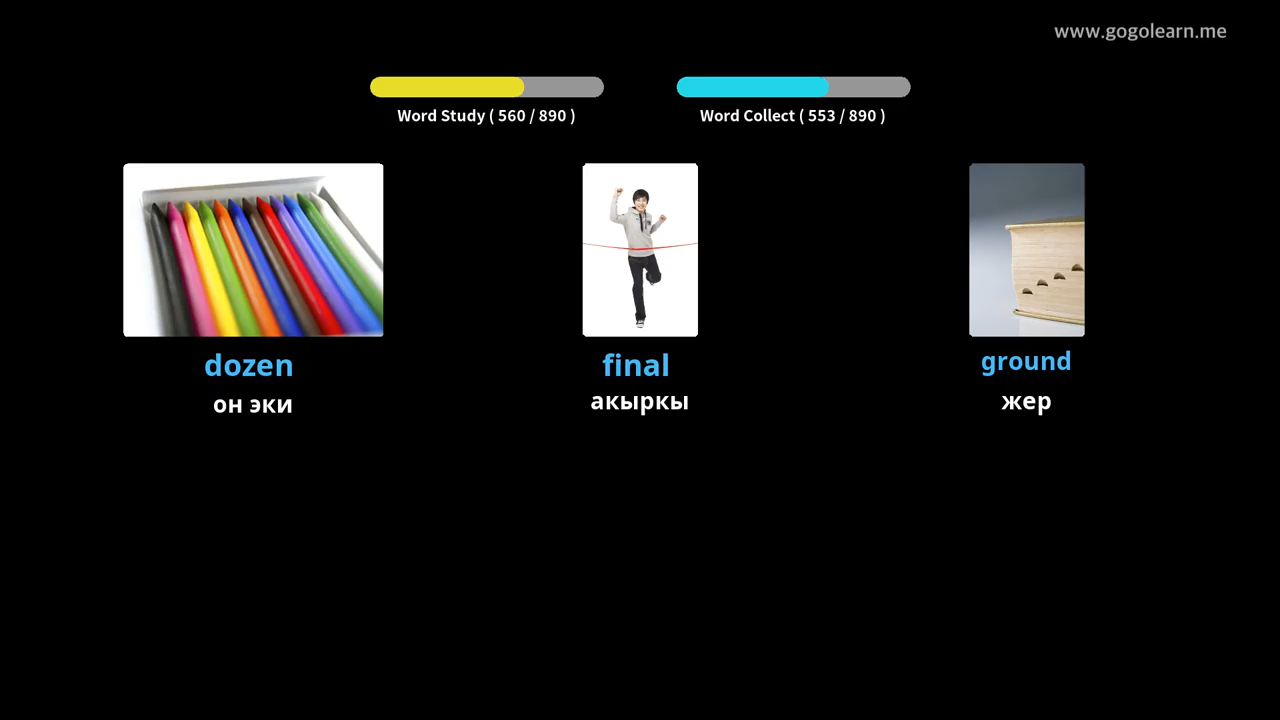 www.gogolearn.me
Word Study ( 560 / 890 )
Word Collect ( 553 / 890 )
dozen
он эки
final
акыркы
ground
жер